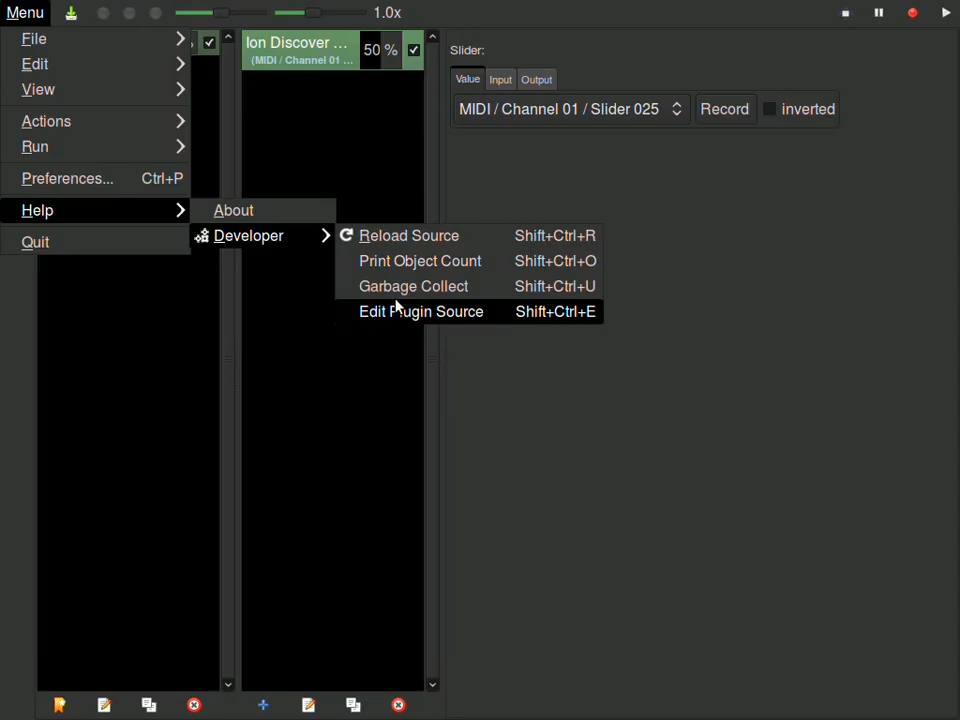 Menu
1.0x
File
Edit
View
Actions
Run
Preferences... Ctrl+P
Help
Quit
About
Developer
Reload Source Shift+Ctrl+R
Print Object Count Shift+Ctrl+O
Garbage Collect Shift+Ctrl+U
Edit Plugin Source Shift+Ctrl+E
Ion Discover ...
(MIDI / Channel 01 ...
50 %
Slider:
Value Input Output
MIDI / Channel 01 / Slider 025 Record inverted